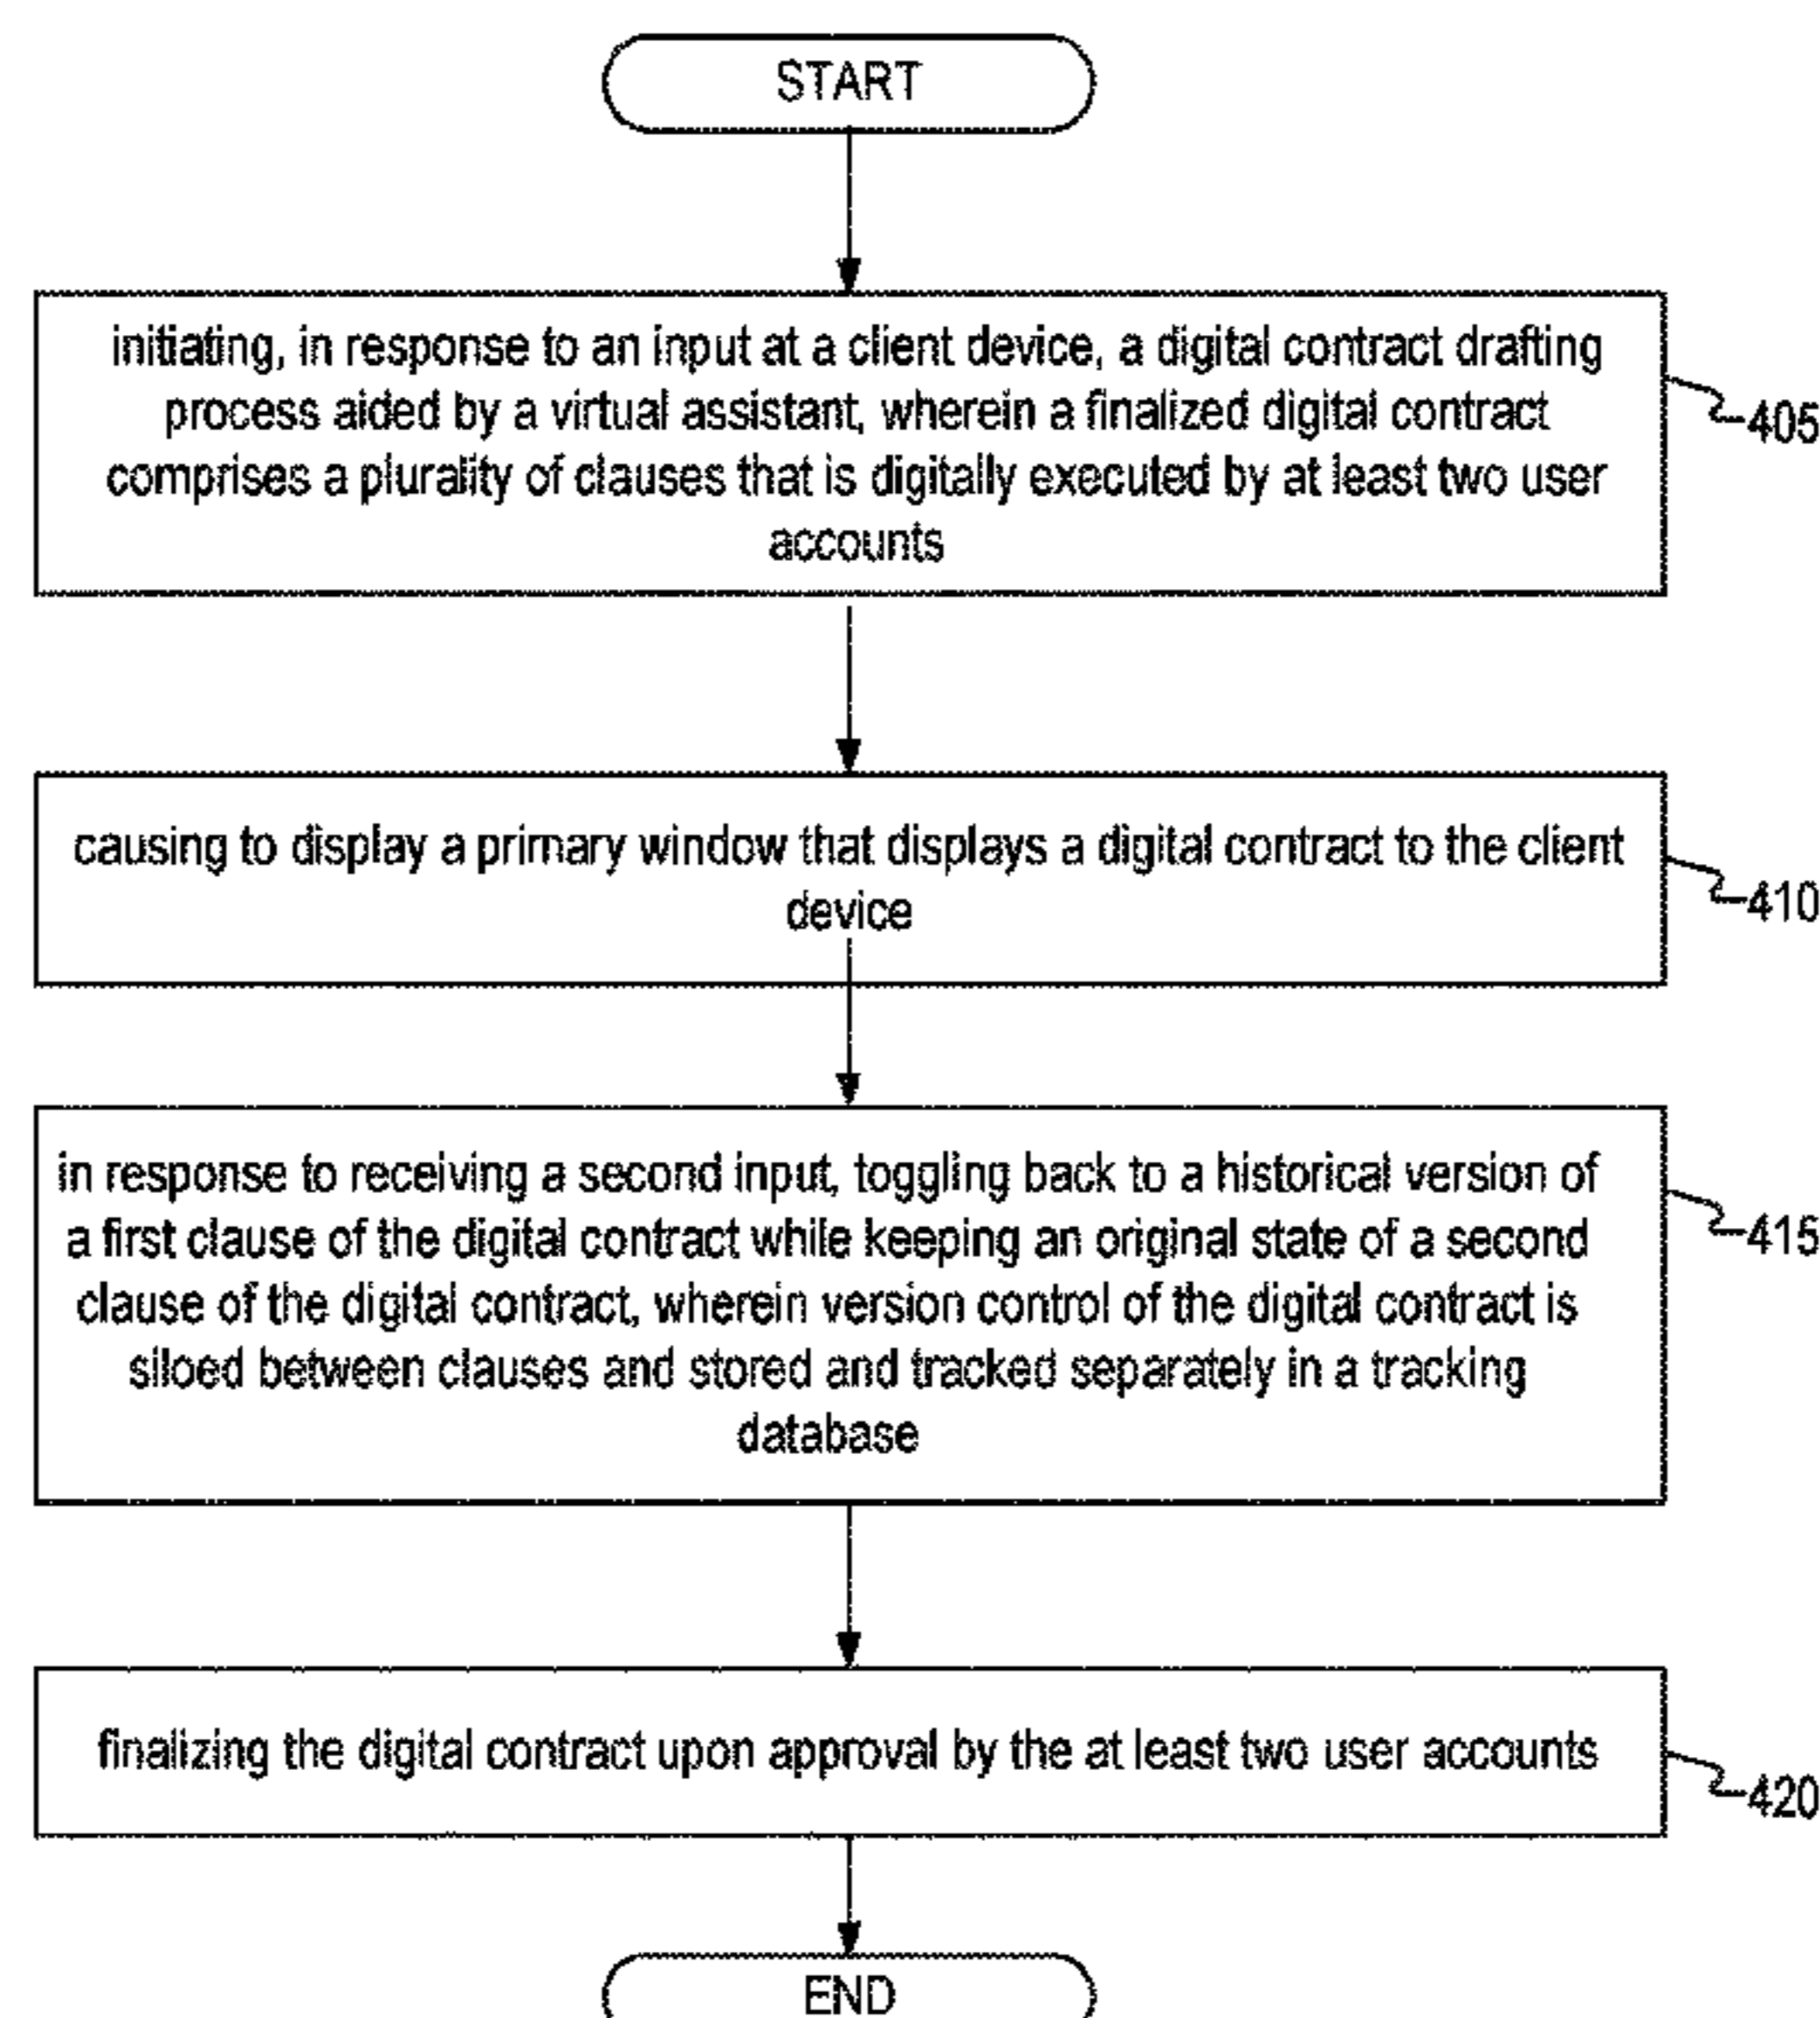 START
initiating, in response to an input at a client device, a digital contract drafting
process aided by a virtual assistant, wherein a finalized digital contract
comprises a plurality of clauses that is digitally executed by at least two user
accounts
405
causing to display a primary window that displays a digital contract to the client
device
410
in response to receiving a second input, toggling back to a historical version of
a first clause of the digital contract while keeping an original state of a second
clause of the digital contract, wherein version control of the digital contract is
siloed between clauses and stored and tracked separately in a tracking
database
415
finalizing the digital contract upon approval by the at least two user accounts
420
END